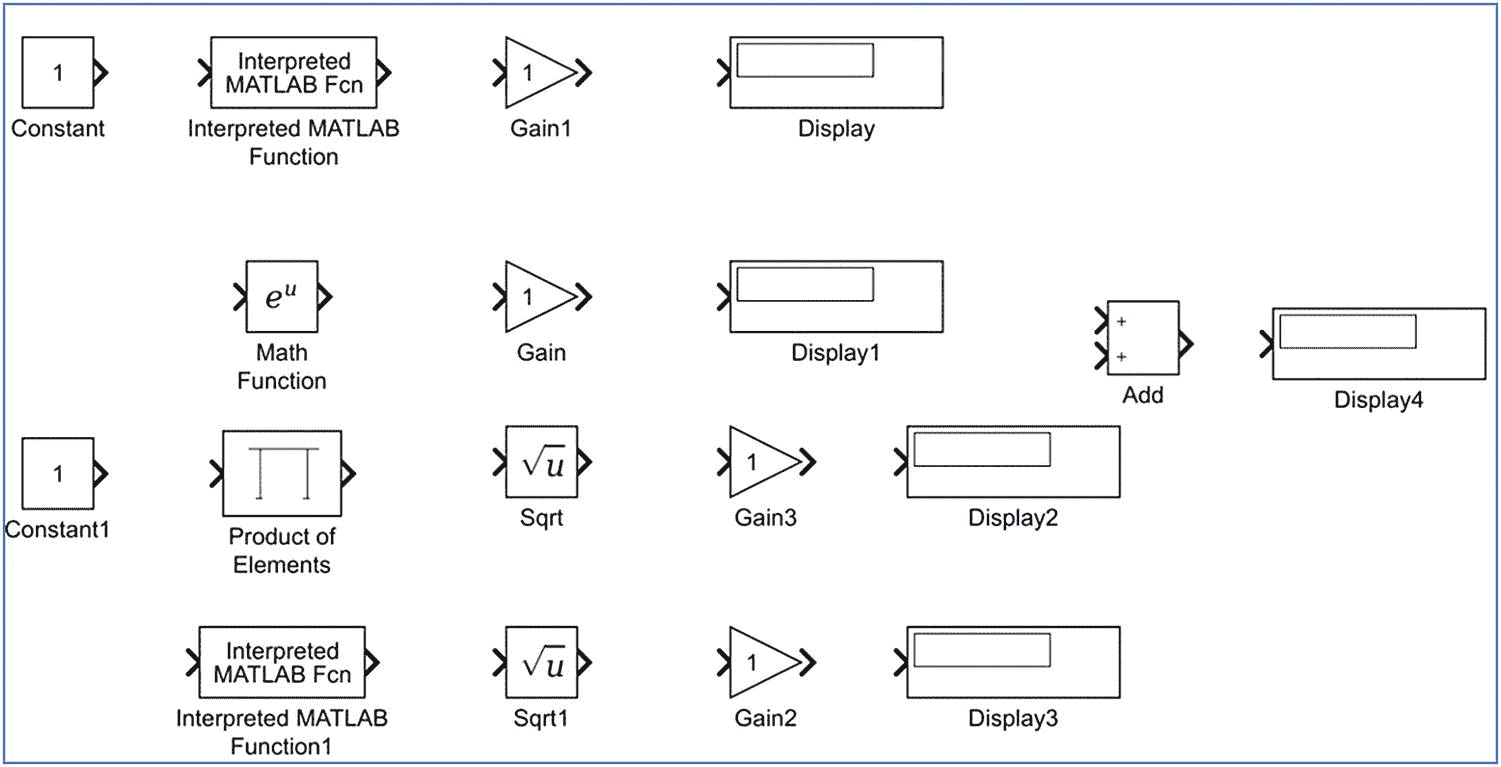 1
Constant
Interpreted
MATLAB Fcn
Interpreted MATLAB
Function
1
Gain1
Display
e^u
Math
Function
1
Gain
Display1
+
+
Add
Display4
1
Constant1
∏
Product of
Elements
√u
Sqrt
1
Gain3
Display2
Interpreted
MATLAB Fcn
Interpreted MATLAB
Function1
√u
Sqrt1
1
Gain2
Display3